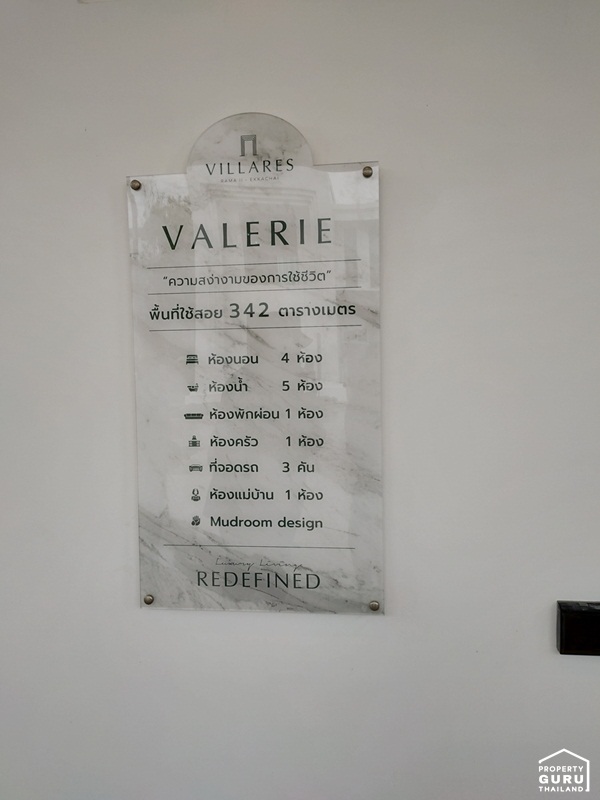 VILLARES
VALERIE
“ความสง่างามของการใช้ชีวิต”
พื้นที่ใช้สอย 342 ตารางเมตร
ห้องนอน 4 ห้อง
ห้องน้ำ 5 ห้อง
ห้องพักผ่อน 1 ห้อง
ห้องครัว 1 ห้อง
ที่จอดรถ 3 คัน
ห้องแม่บ้าน 1 ห้อง
Mudroom design
Luxury Living
REDEFINED
PROPERTY
GURU
THAILAND